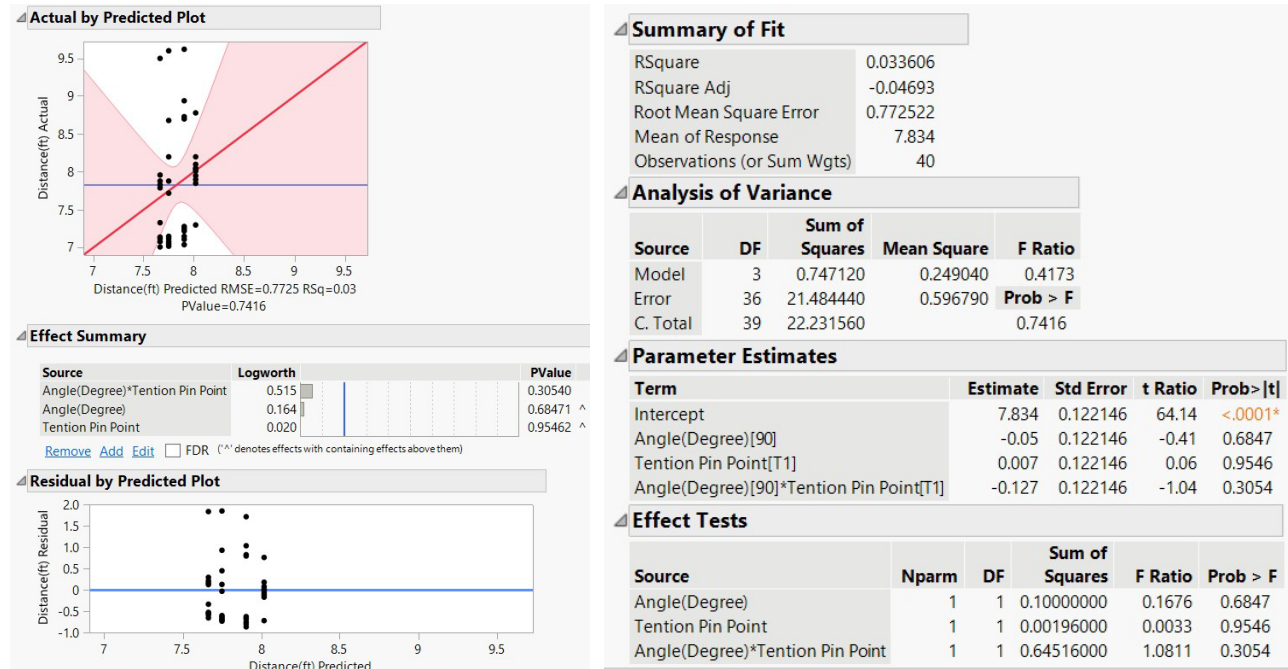 Actual by Predicted Plot
9.5
9
8.5
8
7.5
7
Distance(ft) Actual
7 7.5 8 8.5 9 9.5
Distance(ft) Predicted RMSE=0.7725 RSq=0.03
PValue=0.7416
Effect Summary
Source Logworth PValue
Angle(Degree)*Tention Pin Point 0.515 0.30540
Angle(Degree) 0.164 0.68471 ^
Tention Pin Point 0.020 0.95462 ^
Remove Add Edit FDR ('^' denotes effects with containing effects above them)
Residual by Predicted Plot
2.0
1.5
1.0
0.5
0
-0.5
-1.0
Distance(ft) Residual
7 7.5 8 8.5 9 9.5
Distance(ft) Predicted
Summary of Fit
RSquare 0.033606
RSquare Adj -0.04693
Root Mean Square Error 0.772522
Mean of Response 7.834
Observations (or Sum Wgts) 40
Analysis of Variance
Sum of
Source DF Squares Mean Square F Ratio
Model 3 0.747120 0.249040 0.4173
Error 36 21.484440 0.596790 Prob > F
C. Total 39 22.231560 0.7416
Parameter Estimates
Term Estimate Std Error t Ratio Prob>|t|
Intercept 7.834 0.122146 64.14 <.0001*
Angle(Degree)[90] -0.05 0.122146 -0.41 0.6847
Tention Pin Point[T1] 0.007 0.122146 0.06 0.9546
Angle(Degree)[90]*Tention Pin Point[T1] -0.127 0.122146 -1.04 0.3054
Effect Tests
Sum of
Source Nparm DF Squares F Ratio Prob > F
Angle(Degree) 1 1 0.10000000 0.1676 0.6847
Tention Pin Point 1 1 0.00196000 0.0033 0.9546
Angle(Degree)*Tention Pin Point 1 1 0.64516000 1.0811 0.3054